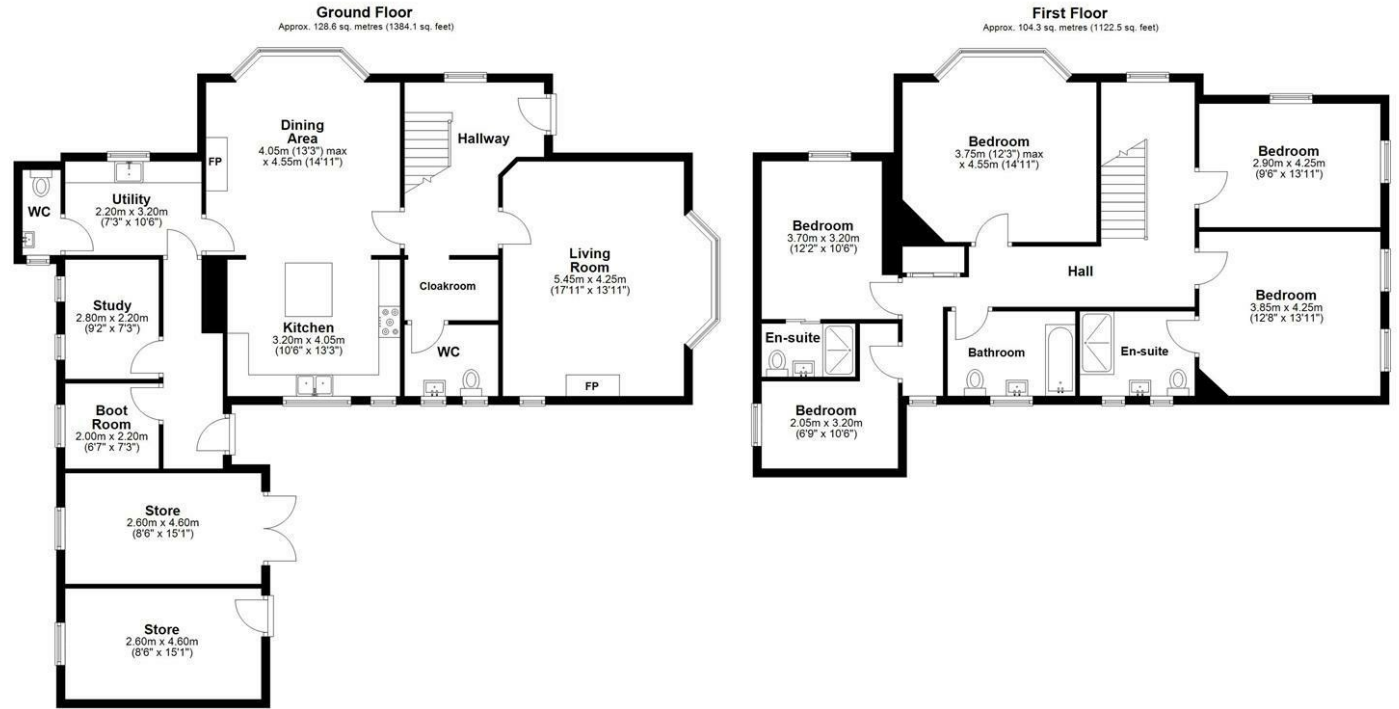 Ground Floor
Approx. 128.6 sq. metres (1384.1 sq. feet)
Dining
Area
4.05m (13'3") max
x 4.55m (14'11")
FP
Hallway
Utility
2.20m x 3.20m
(7'3" x 10'6")
WC
Living
Room
5.45m x 4.25m
(17'11" x 13'11")
FP
Cloakroom
WC
Kitchen
3.20m x 4.05m
(10'6" x 13'3")
Study
2.80m x 2.20m
(9'2" x 7'3")
Boot
Room
2.00m x 2.20m
(6'7" x 7'3")
Store
2.60m x 4.60m
(8'6" x 15'1")
Store
2.60m x 4.60m
(8'6" x 15'1")
First Floor
Approx. 104.3 sq. metres (1122.5 sq. feet)
Bedroom
3.75m (12'3") max
x 4.55m (14'11")
Bedroom
2.90m x 4.25m
(9'6" x 13'11")
Bedroom
3.70m x 3.20m
(12'2" x 10'6")
Hall
Bedroom
3.85m x 4.25m
(12'8" x 13'11")
En-suite
Bathroom
En-suite
Bedroom
2.05m x 3.20m
(6'9" x 10'6")